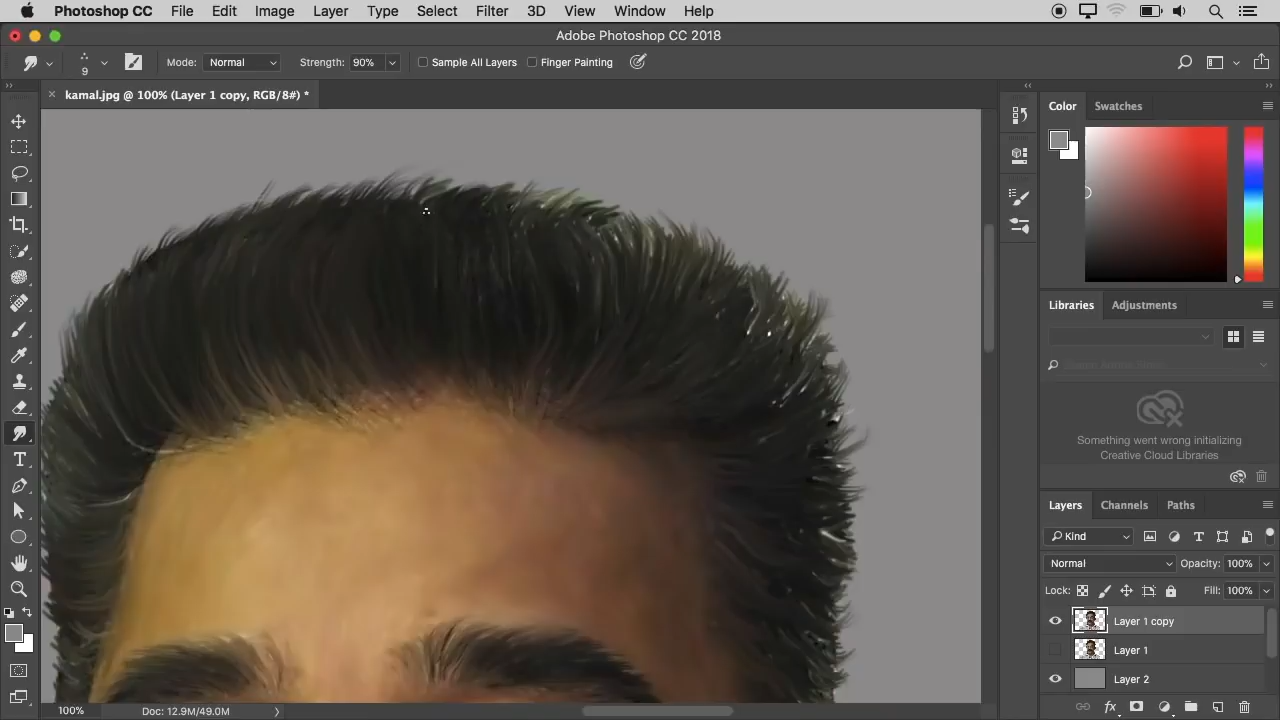 Photoshop CC File Edit Image Layer Type Select Filter 3D View Window Help
Adobe Photoshop CC 2018
9 Mode: Normal Strength: 90% Sample All Layers Finger Painting
kamal.jpg @ 100% (Layer 1 copy, RGB/8#) *
Color Swatches
Libraries Adjustments
Something went wrong initializing
Creative Cloud Libraries
Layers Channels Paths
Kind
Normal Opacity: 100%
Lock: Fill: 100%
Layer 1 copy
Layer 1
Layer 2
100% Doc: 12.9M/49.0M